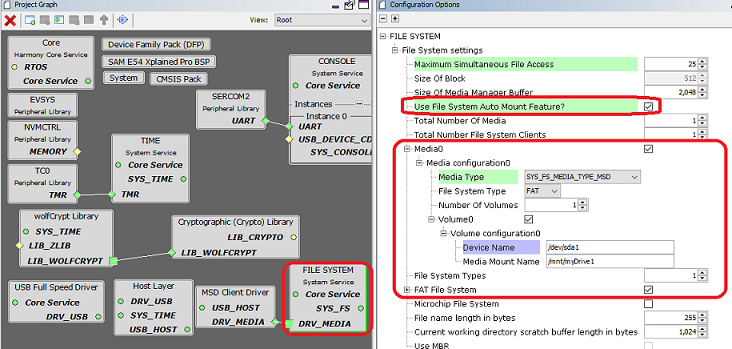 Project Graph
View: Root
Core
Harmony Core Service
RTOS
Core Service
Device Family Pack (DFP)
SAM E54 Xplained Pro BSP
System
CMSIS Pack
CONSOLE
System Service
Core Service
Instances
Instance 0
UART
USB_DEVICE_CD
SYS_CONSOL
EVSYS
Peripheral Library
NVMCTRL
Peripheral Library
MEMORY
TC0
Peripheral Library
TMR
SERCOM2
Peripheral Library
UART
TIME
System Service
Core Service
SYS_TIME
TMR
wolfCrypt Library
SYS_TIME
LIB_ZLIB
LIB_WOLFCRYPT
Cryptographic (Crypto) Library
LIB_CRYPTO
LIB_WOLFCRYPT
USB Full Speed Driver
Core Service
DRV_USB
Host Layer
DRV_USB
SYS_TIME
USB_HOST
MSD Client Driver
USB_HOST
DRV_MEDIA
FILE SYSTEM
System Service
Core Service
SYS_FS
DRV_MEDIA
Configuration Options
FILE SYSTEM
File System settings
Maximum Simultaneous File Access 25
Size Of Block 512
Size Of Media Manager Buffer 2,048
Use File System Auto Mount Feature?
Total Number Of Media 1
Total Number File System Clients 1
Media0
Media configuration0
Media Type SYS_FS_MEDIA_TYPE_MSD
File System Type FAT
Number Of Volumes 1
Volume0
Volume configuration0
Device Name /dev/sda1
Media Mount Name /mnt/myDrive1
File System Types 1
FAT File System
Microchip File System
File name length in bytes 255
Current working directory scratch buffer length in bytes 1,024
Use MBR